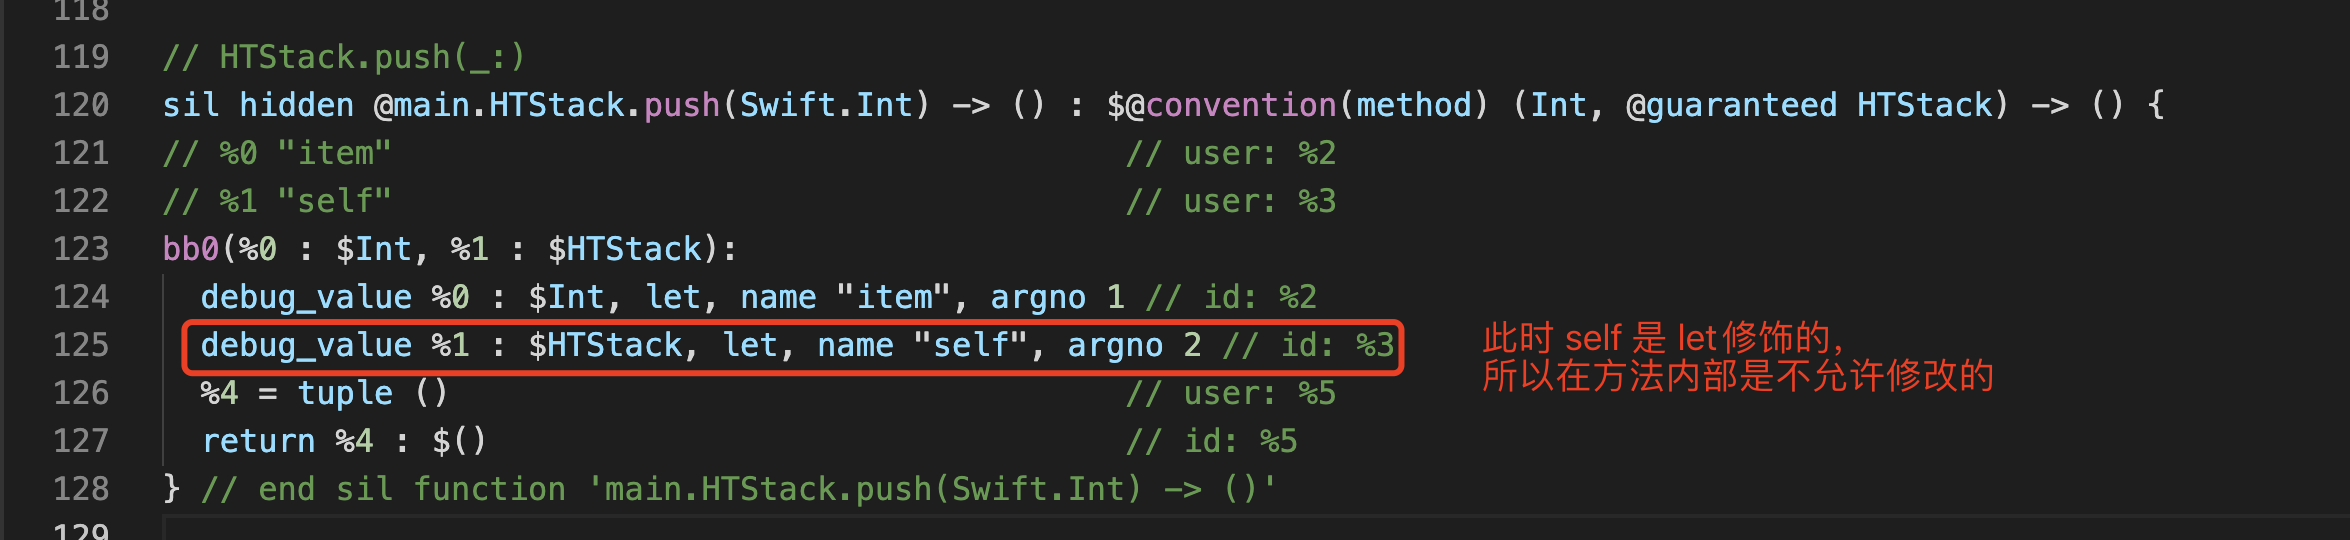 118
119 // HTStack.push(_:)
120 sil hidden @main.HTStack.push(Swift.Int) -> () : $@convention(method) (Int, @guaranteed HTStack) -> () {
121 // %0 "item" // user: %2
122 // %1 "self" // user: %3
123 bb0(%0 : $Int, %1 : $HTStack):
124 debug_value %0 : $Int, let, name "item", argno 1 // id: %2
125 debug_value %1 : $HTStack, let, name "self", argno 2 // id: %3
此时 self 是 let修饰的,
所以在方法内部是不允许修改的
126 %4 = tuple () // user: %5
127 return %4 : $() // id: %5
128 } // end sil function 'main.HTStack.push(Swift.Int) -> ()'
129